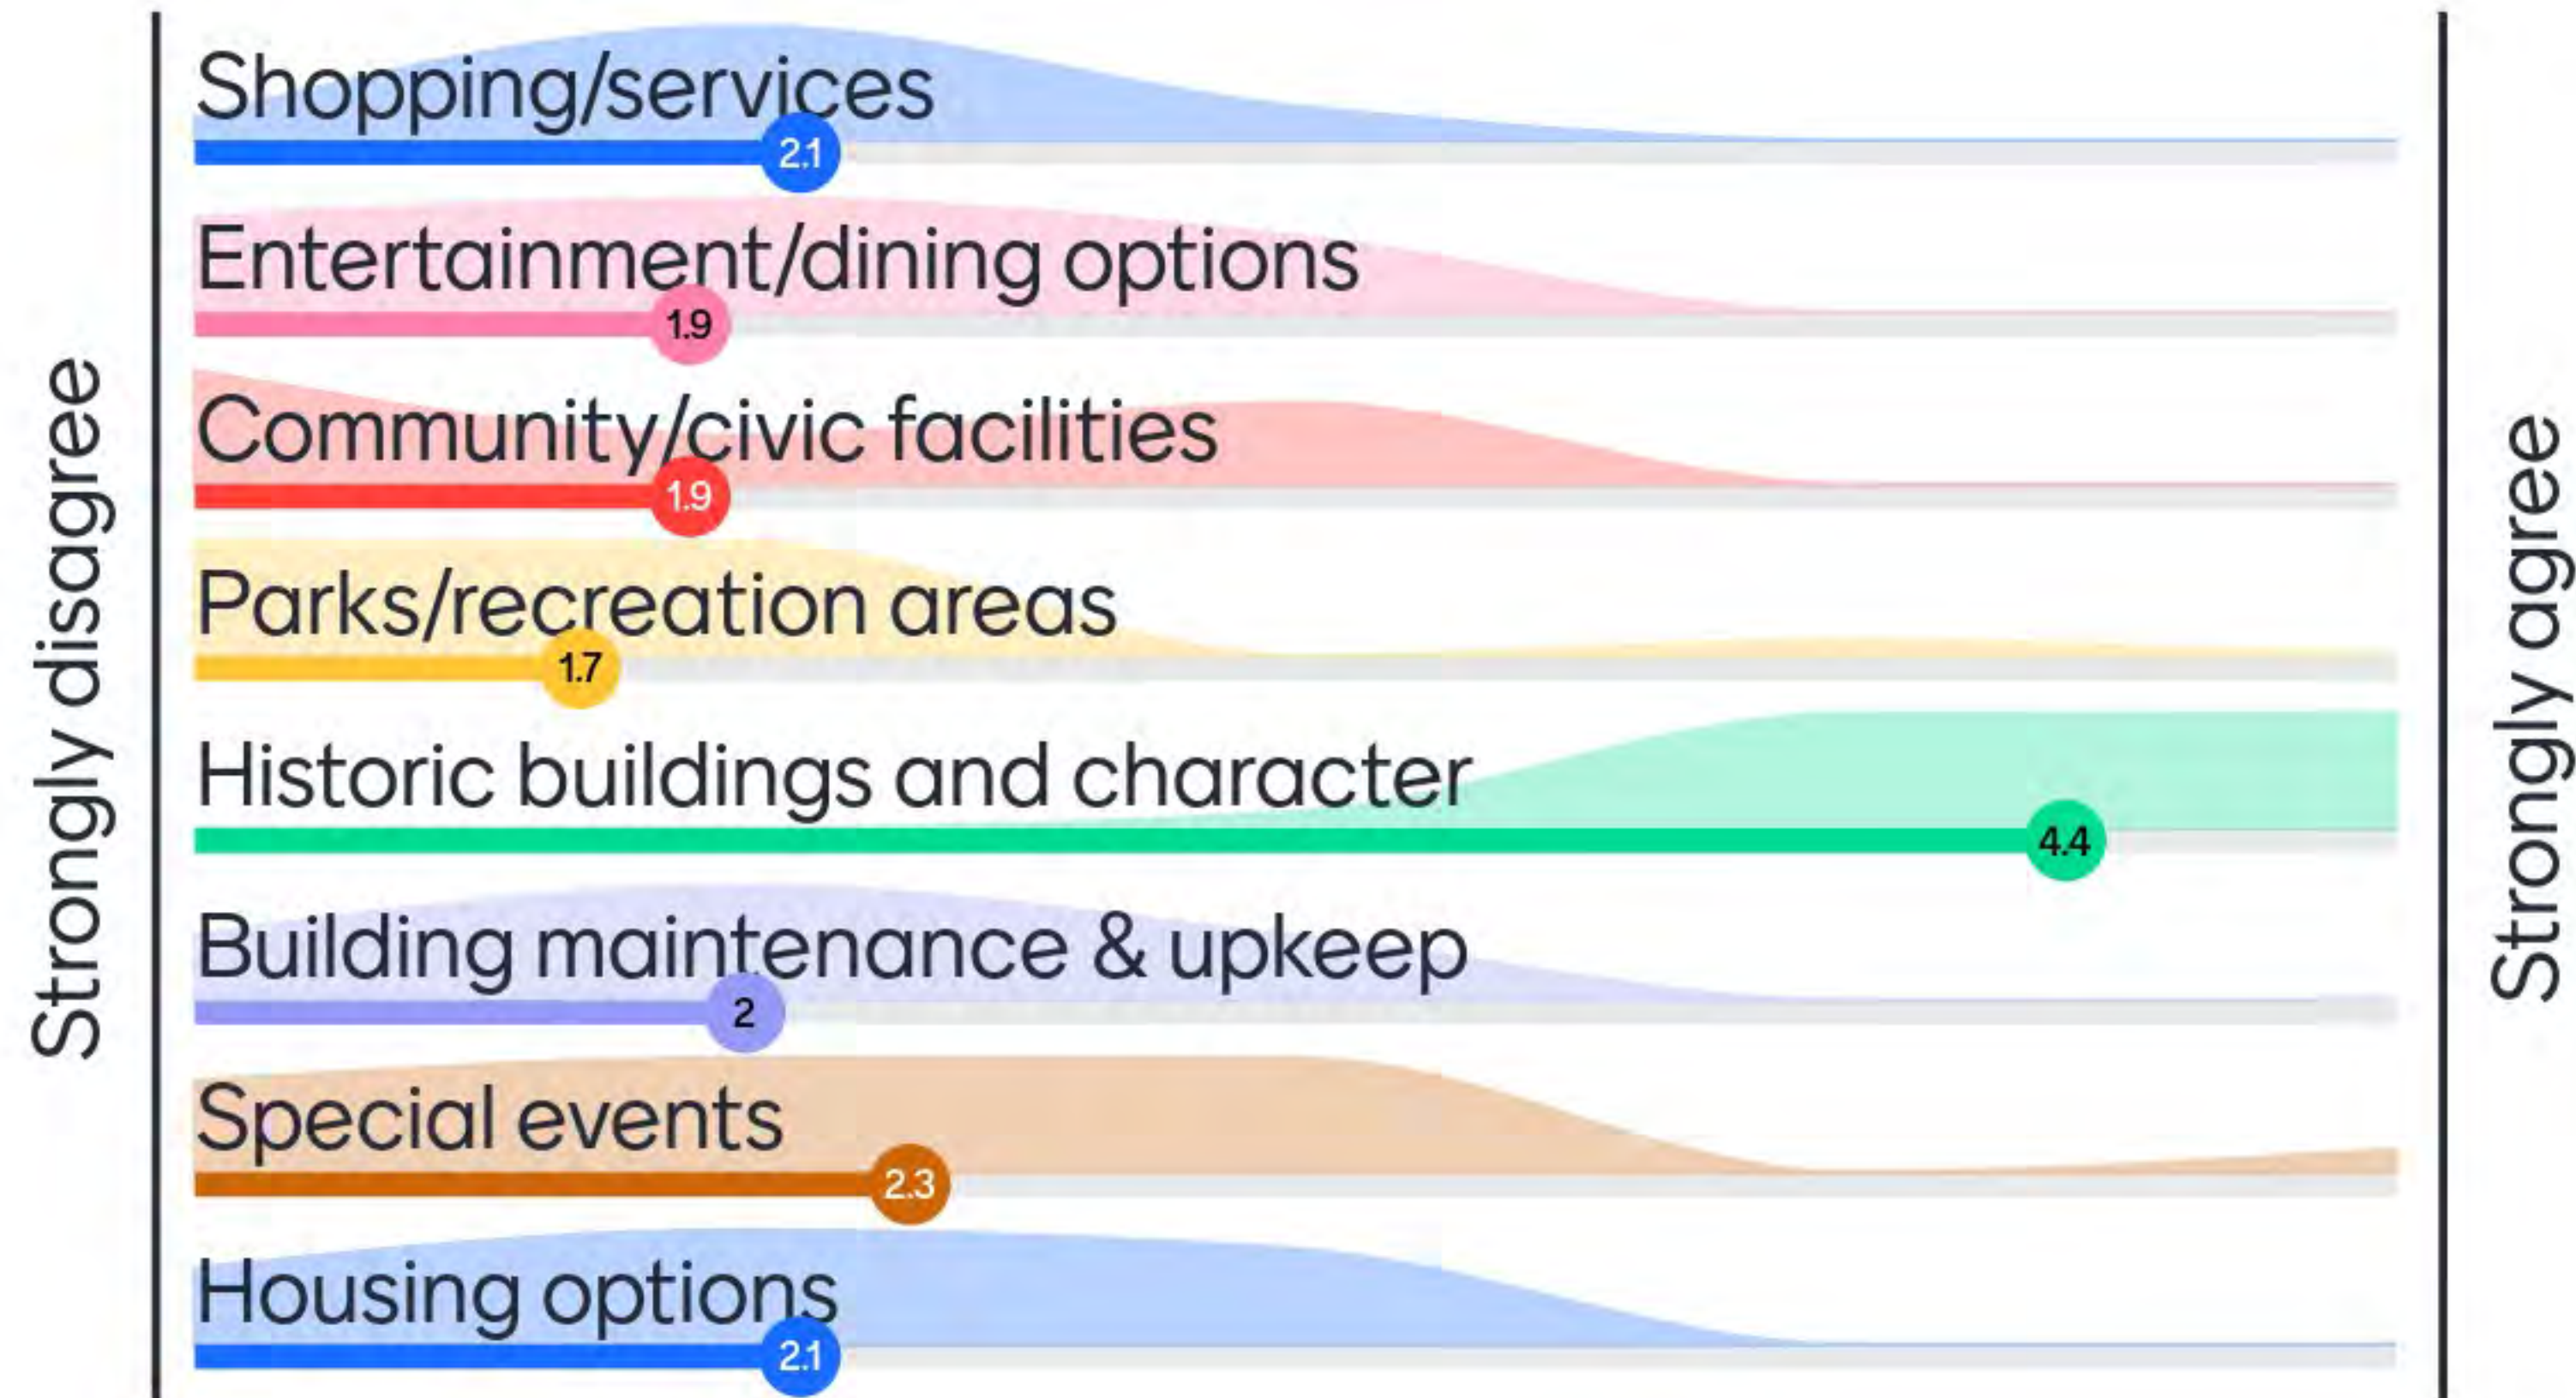 Strongly disagree
Shopping/services
2.1
Entertainment/dining options
1.9
Community/civic facilities
1.9
Parks/recreation areas
1.7
Historic buildings and character
4.4
Building maintenance & upkeep
2
Special events
2.3
Housing options
2.1
Strongly agree